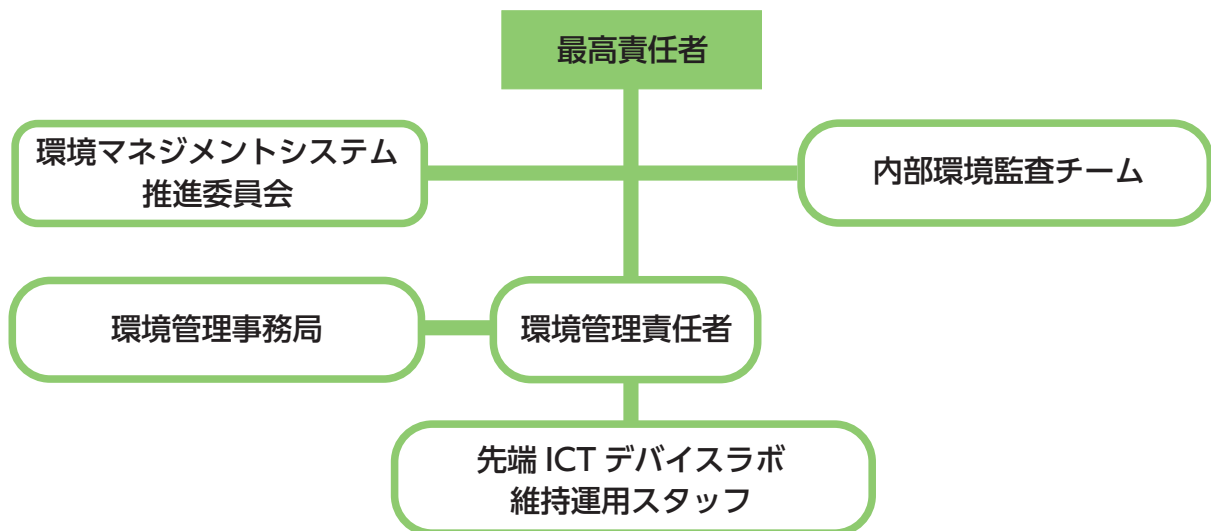 最高責任者
環境マネジメントシステム
推進委員会
内部環境監査チーム
環境管理事務局
環境管理責任者
先端 ICT デバイスラボ
維持運用スタッフ